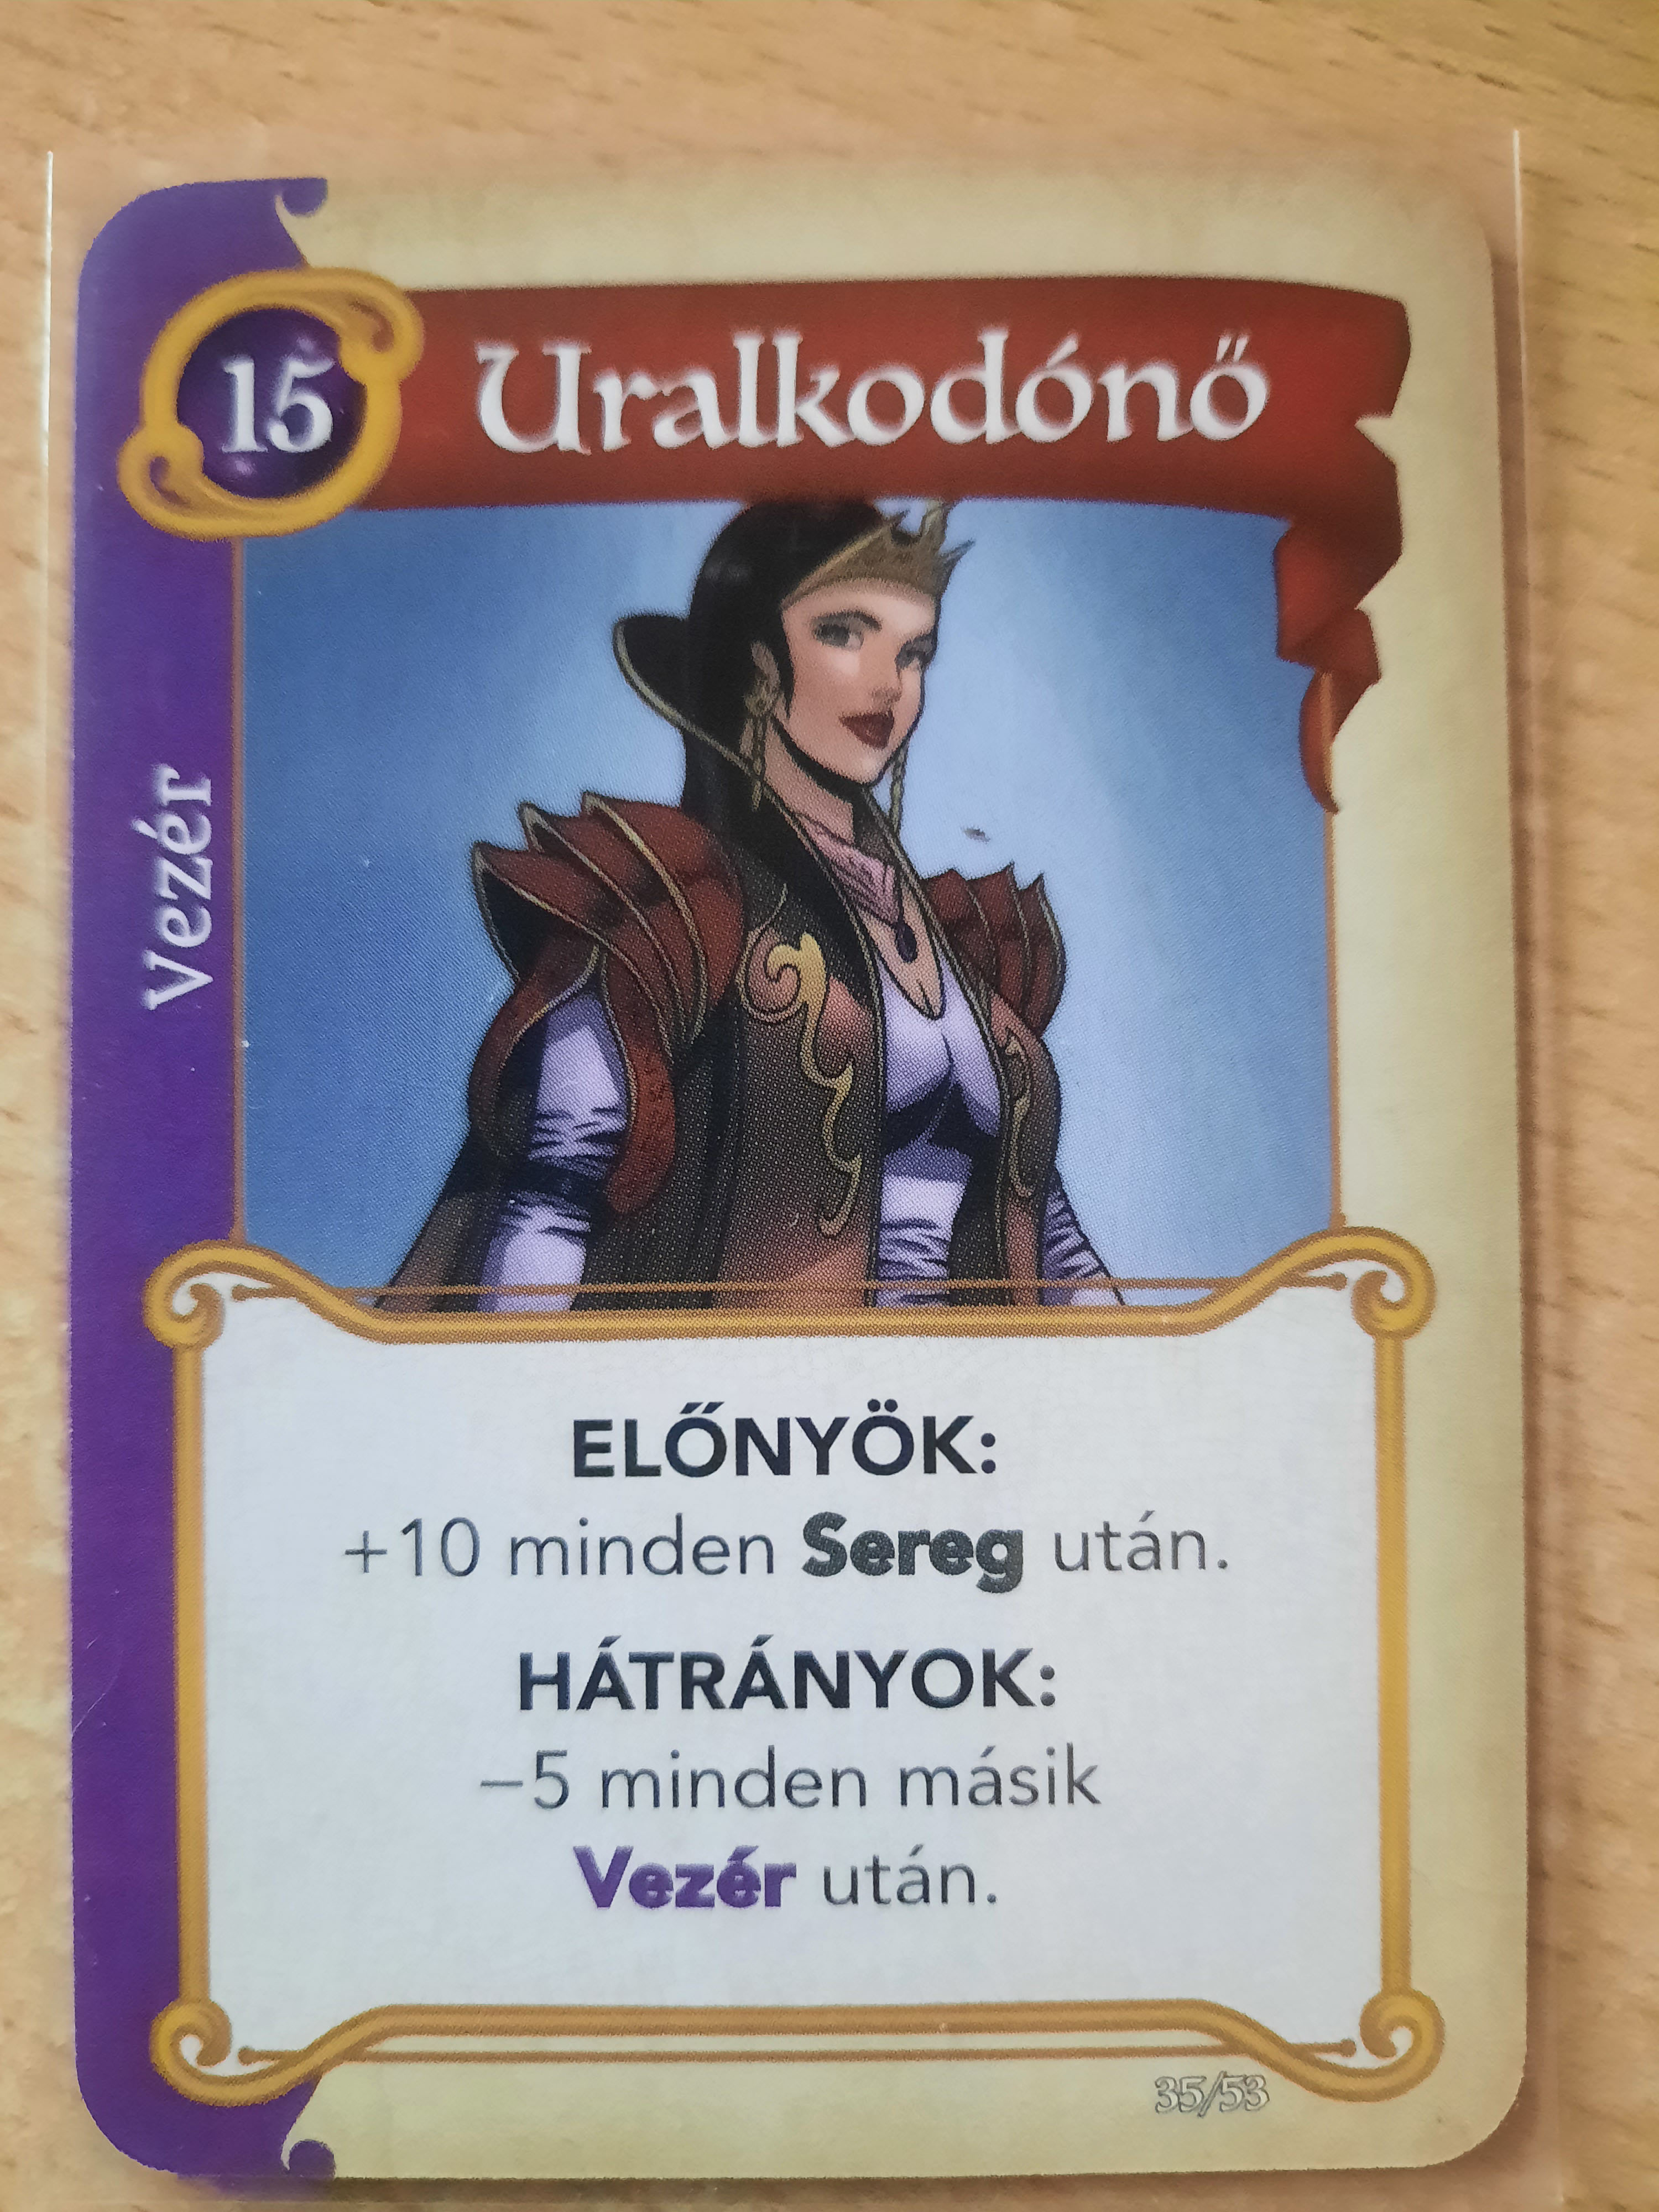 15
Uralkodónő
Vezér
ELŐNYÖK:
+10 minden Sereg után.
HÁTRÁNYOK:
−5 minden másik
Vezér után.
35/53